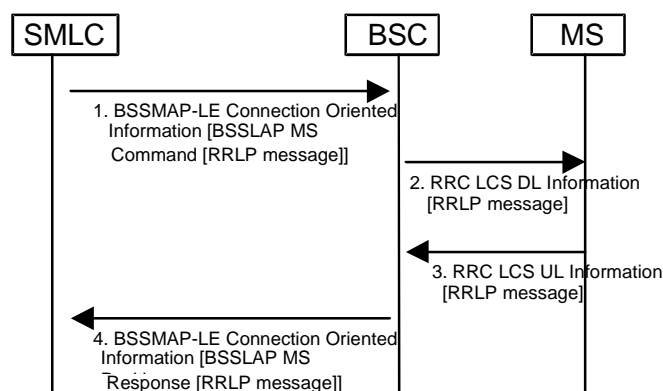 SMLC
BSC
MS
1. BSSMAP-LE Connection Oriented
Information [BSSLAP MS
Command [RRLP message]]
2. RRC LCS DL Information
[RRLP message]
3. RRC LCS UL Information
[RRLP message]
4. BSSMAP-LE Connection Oriented
Information [BSSLAP MS
Response [RRLP message]]